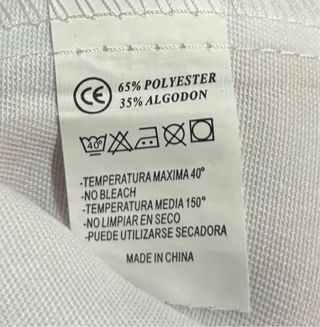 CE
65% POLYESTER
35% ALGODON
40°
-TEMPERATURA MAXIMA 40°
-NO BLEACH
-TEMPERATURA MEDIA 150°
-NO LIMPIAR EN SECO
-PUEDE UTILIZARSE SECADORA
MADE IN CHINA